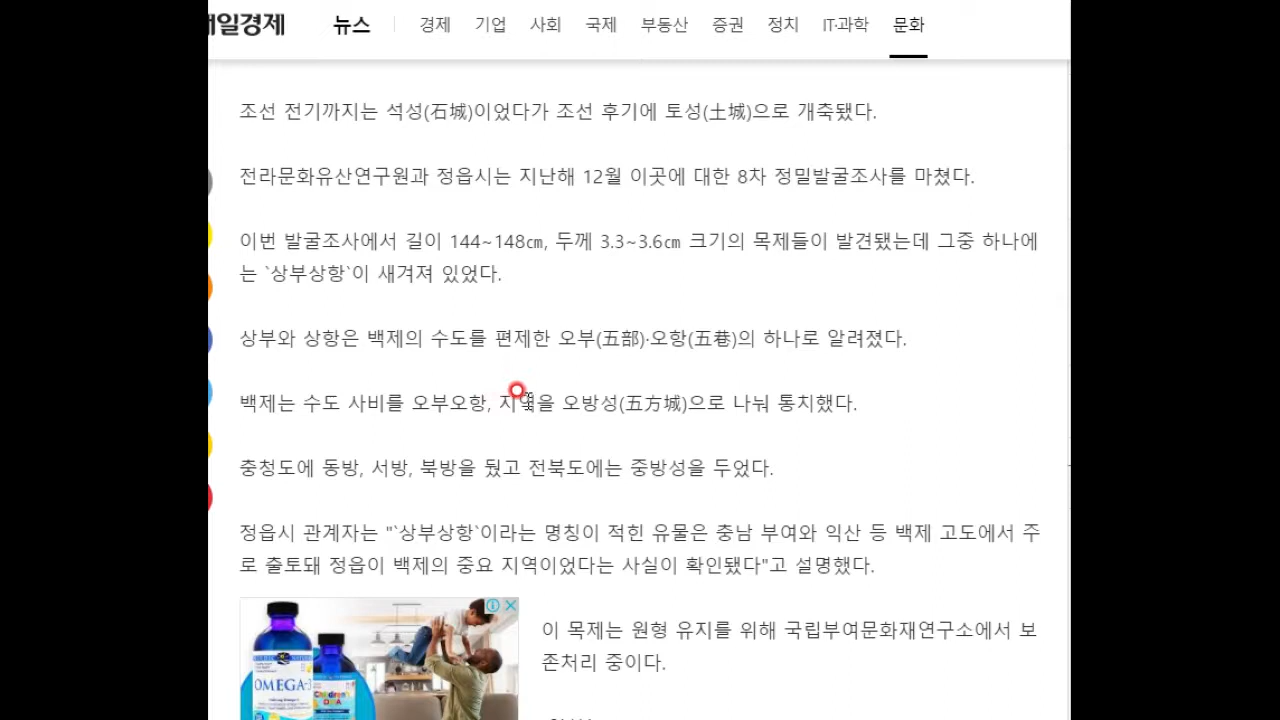 매일경제
뉴스 경제 기업 사회 국제 부동산 증권 정치 IT·과학 문화
조선 전기까지는 석성(石城)이었다가 조선 후기에 토성(土城)으로 개축됐다.
전라문화유산연구원과 정읍시는 지난해 12월 이곳에 대한 8차 정밀발굴조사를 마쳤다.
이번 발굴조사에서 길이 144~148㎝, 두께 3.3~3.6㎝ 크기의 목제들이 발견됐는데 그중 하나에
는 `상부상항`이 새겨져 있었다.
상부와 상항은 백제의 수도를 편제한 오부(五部)·오항(五巷)의 하나로 알려졌다.
백제는 수도 사비를 오부오항, 지역을 오방성(五方城)으로 나눠 통치했다.
충청도에 동방, 서방, 북방을 뒀고 전북도에는 중방성을 두었다.
정읍시 관계자는 "`상부상항`이라는 명칭이 적힌 유물은 충남 부여와 익산 등 백제 고도에서 주
로 출토돼 정읍이 백제의 중요 지역이었다는 사실이 확인됐다"고 설명했다.
이 목제는 원형 유지를 위해 국립부여문화재연구소에서 보
존처리 중이다.
OMEGA-3
Children's
DHA